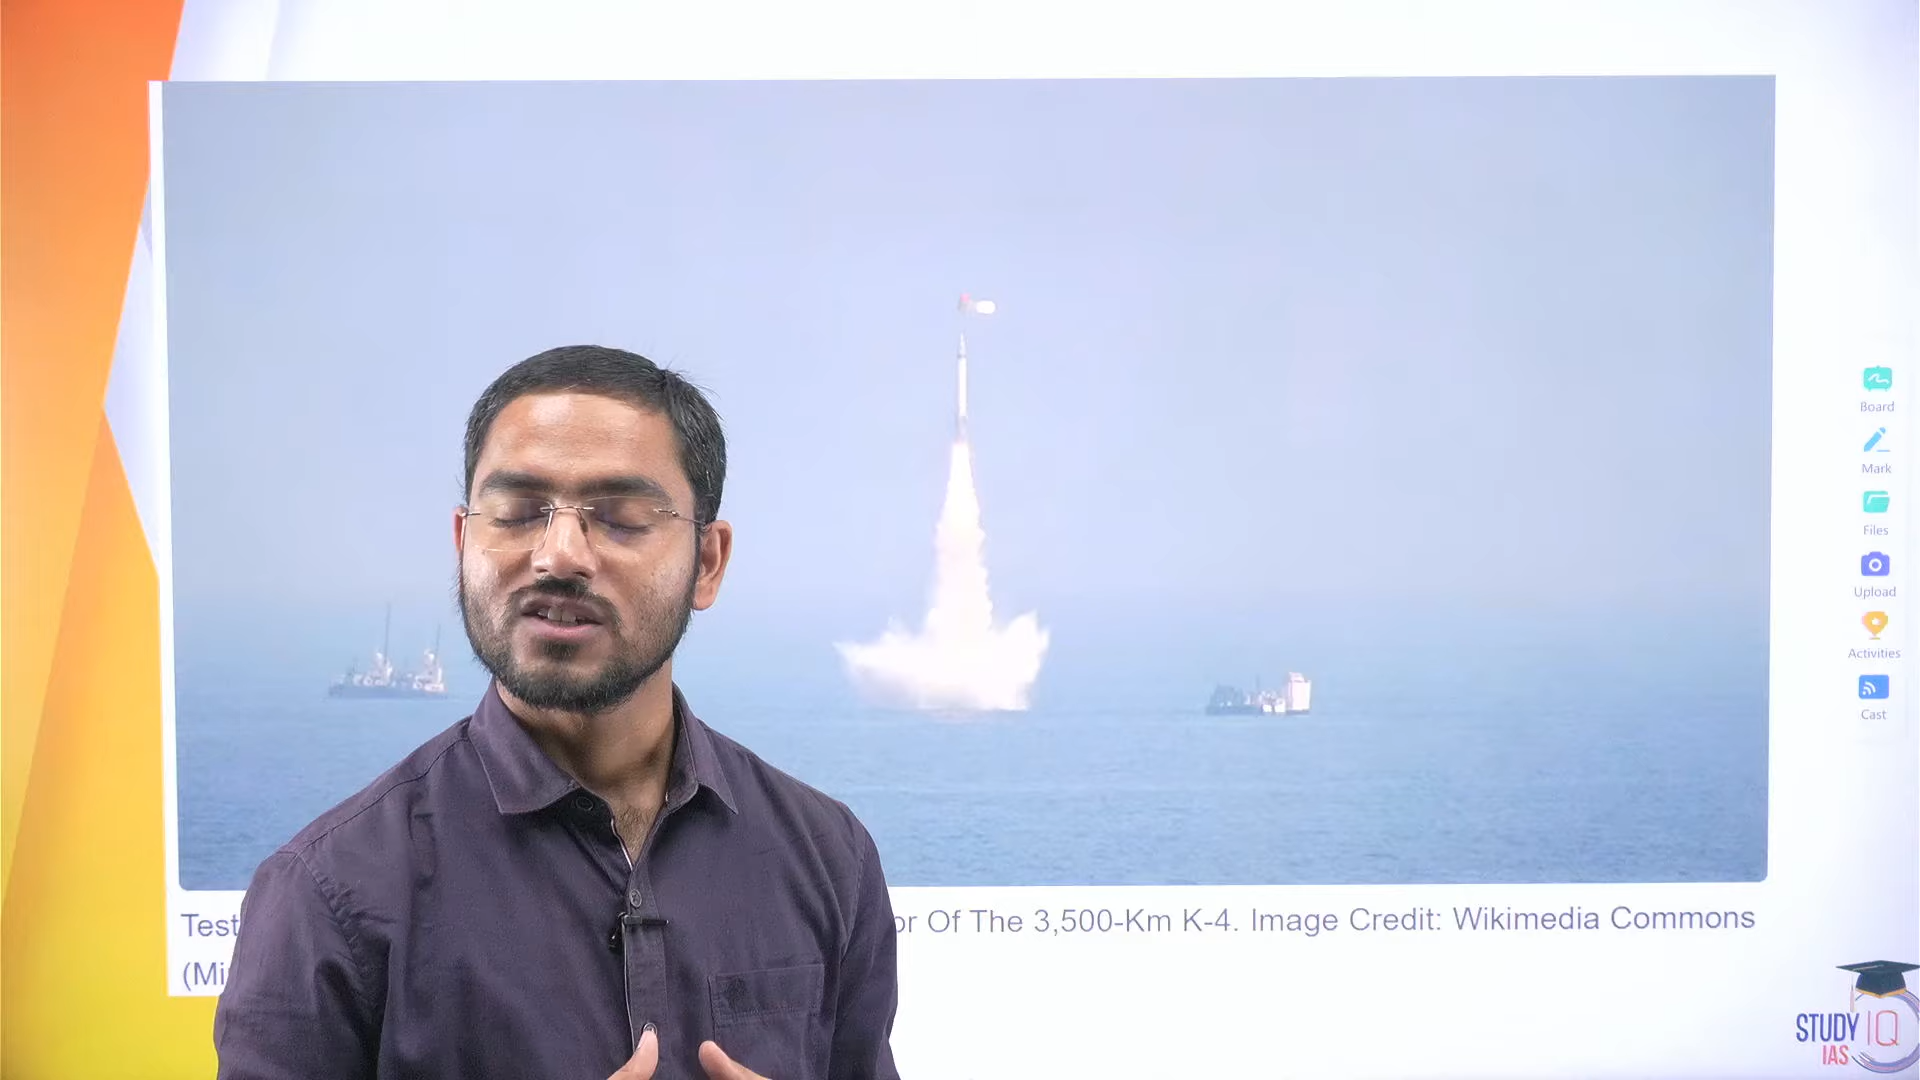 Board
Mark
Files
Upload
Activities
Cast
Test
or Of The 3,500-Km K-4. Image Credit: Wikimedia Commons
(Mi
STUDY IQ
IAS